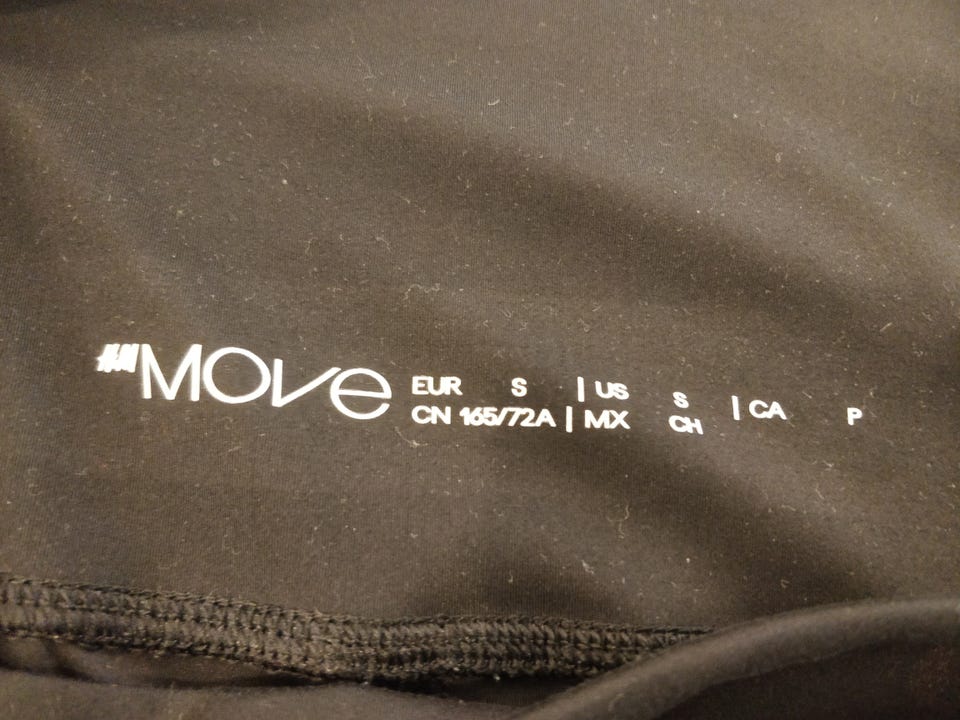 H&M MOVE
EUR S | US S | CA P
CN 165/72A | MX CH